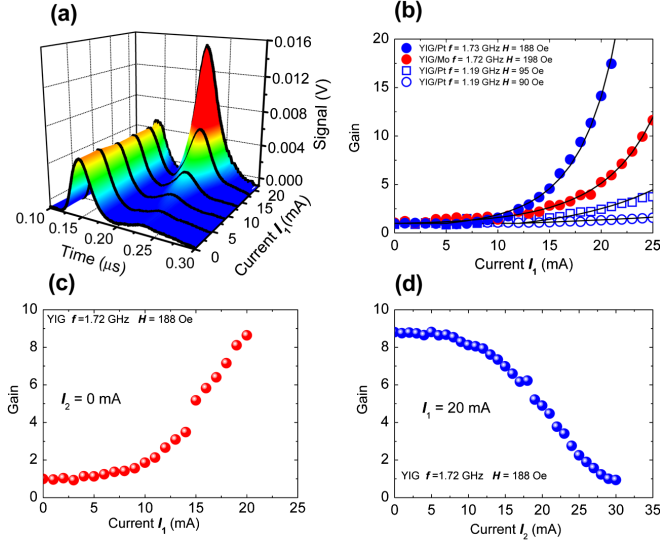 (a)
0.016
0.012
0.008
0.004
0.000
Signal (V)
0.10
0.15
0.20
0.25
0.30
Time (μs)
0
5
10
15
20
Current I₁(mA)
(b)
YIG/Pt f = 1.73 GHz H = 188 Oe
YIG/Mo f = 1.72 GHz H = 198 Oe
YIG/Pt f = 1.19 GHz H = 95 Oe
YIG/Pt f = 1.19 GHz H = 90 Oe
20
15
10
5
0
Gain
0 5 10 15 20 25
Current I₁ (mA)
(c)
YIG f =1.72 GHz H = 188 Oe
I₂ = 0 mA
10
8
6
4
2
0
Gain
0 5 10 15 20 25
Current I₁ (mA)
(d)
I₁ = 20 mA
YIG f =1.72 GHz H = 188 Oe
10
8
6
4
2
0
Gain
0 5 10 15 20 25 30 35
Current I₂ (mA)